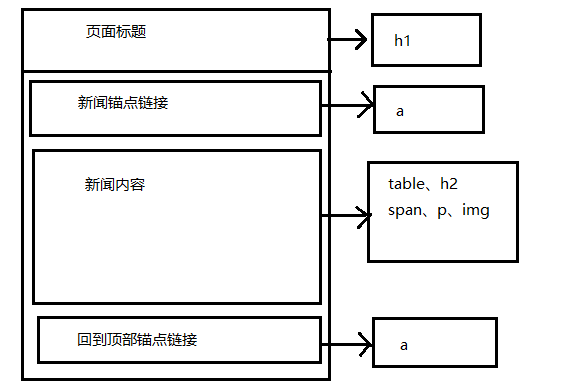 页面标题
h1
新闻锚点链接
a
新闻内容
table、h2
span、p、img
回到顶部锚点链接
a